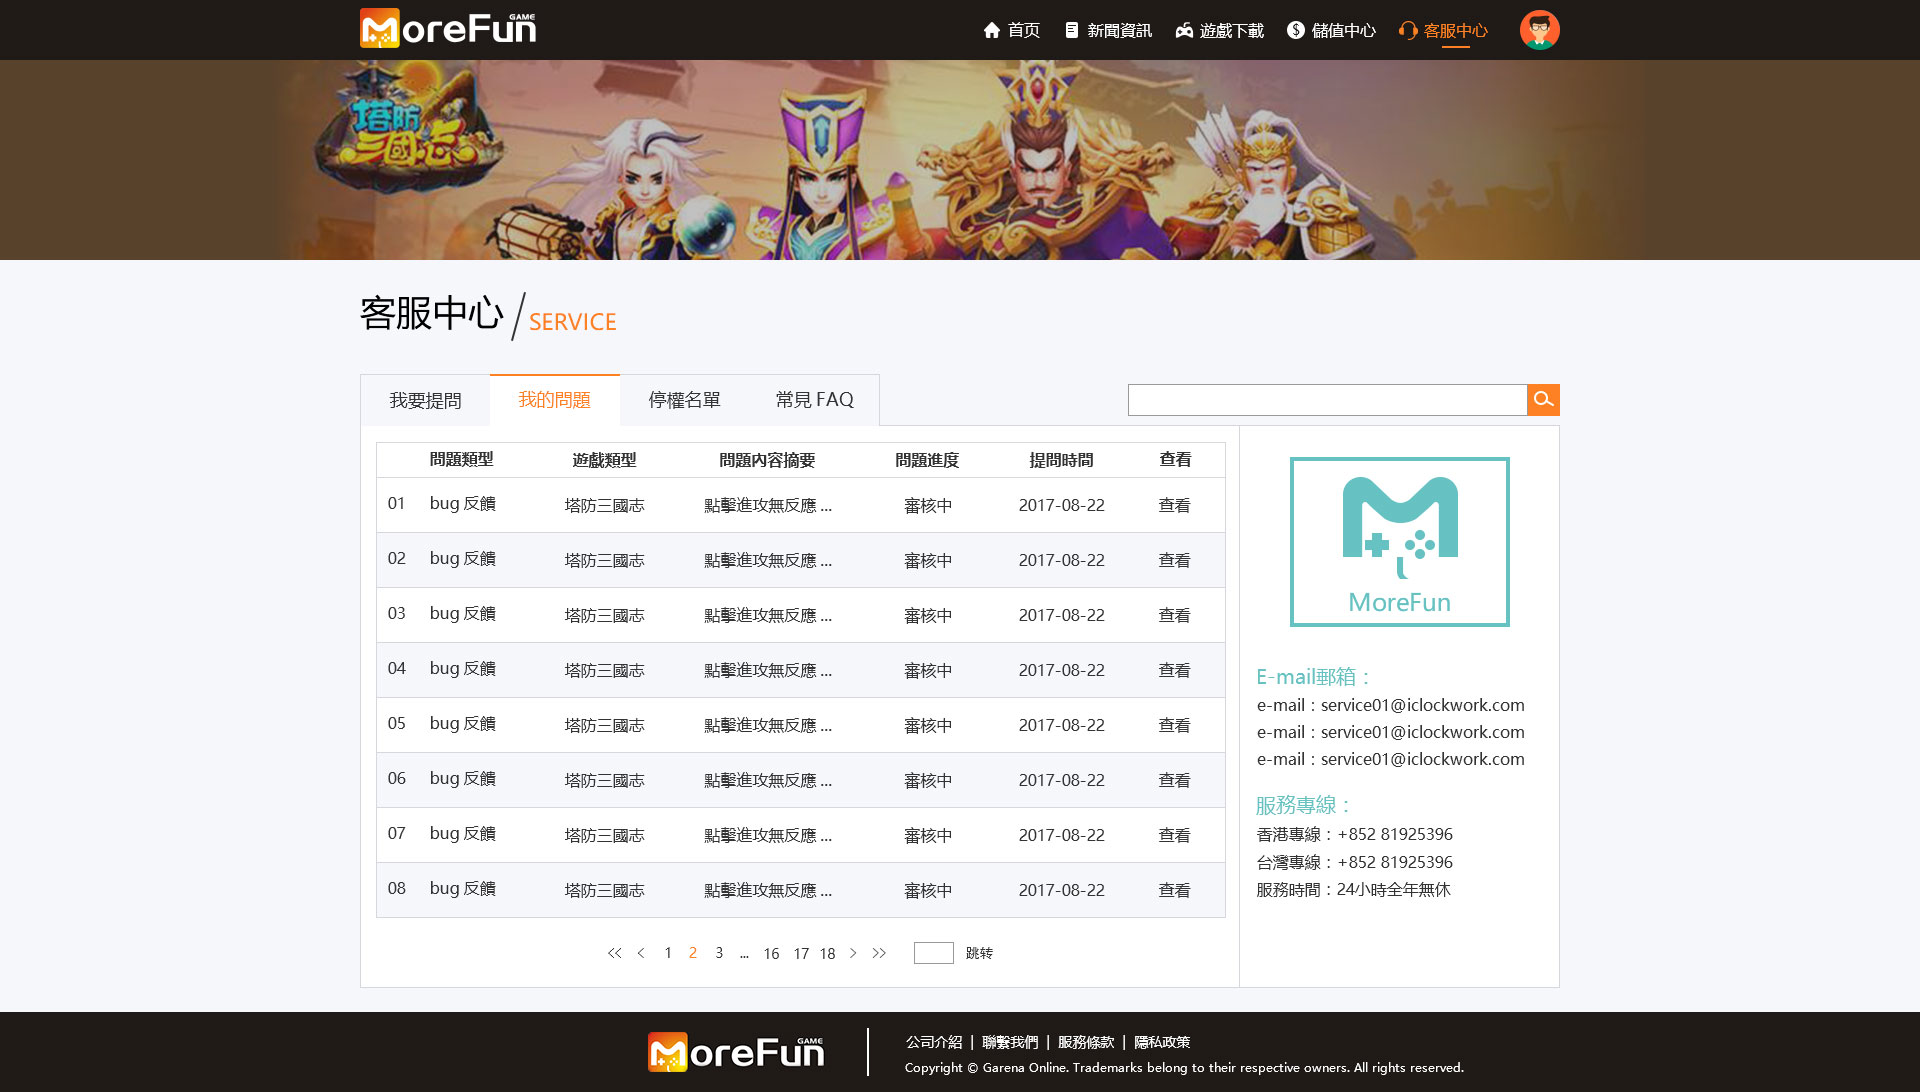 MoreFun GAME
首页 新聞資訊 遊戲下載 儲值中心 客服中心
塔防
三國志
客服中心 / SERVICE
我要提問 我的問題 停權名單 常見 FAQ
問題類型 遊戲類型 問題內容摘要 問題進度 提問時間 查看
01 bug 反饋 塔防三國志 點擊進攻無反應 ... 審核中 2017-08-22 查看
02 bug 反饋 塔防三國志 點擊進攻無反應 ... 審核中 2017-08-22 查看
03 bug 反饋 塔防三國志 點擊進攻無反應 ... 審核中 2017-08-22 查看
04 bug 反饋 塔防三國志 點擊進攻無反應 ... 審核中 2017-08-22 查看
05 bug 反饋 塔防三國志 點擊進攻無反應 ... 審核中 2017-08-22 查看
06 bug 反饋 塔防三國志 點擊進攻無反應 ... 審核中 2017-08-22 查看
07 bug 反饋 塔防三國志 點擊進攻無反應 ... 審核中 2017-08-22 查看
08 bug 反饋 塔防三國志 點擊進攻無反應 ... 審核中 2017-08-22 查看
<< < 1 2 3 ... 16 17 18 > >> 跳转
MoreFun
E-mail郵箱：
e-mail：service01@iclockwork.com
e-mail：service01@iclockwork.com
e-mail：service01@iclockwork.com
服務專線：
香港專線：+852 81925396
台灣專線：+852 81925396
服務時間：24小時全年無休
MoreFun GAME
公司介紹 | 聯繫我們 | 服務條款 | 隱私政策
Copyright © Garena Online. Trademarks belong to their respective owners. All rights reserved.